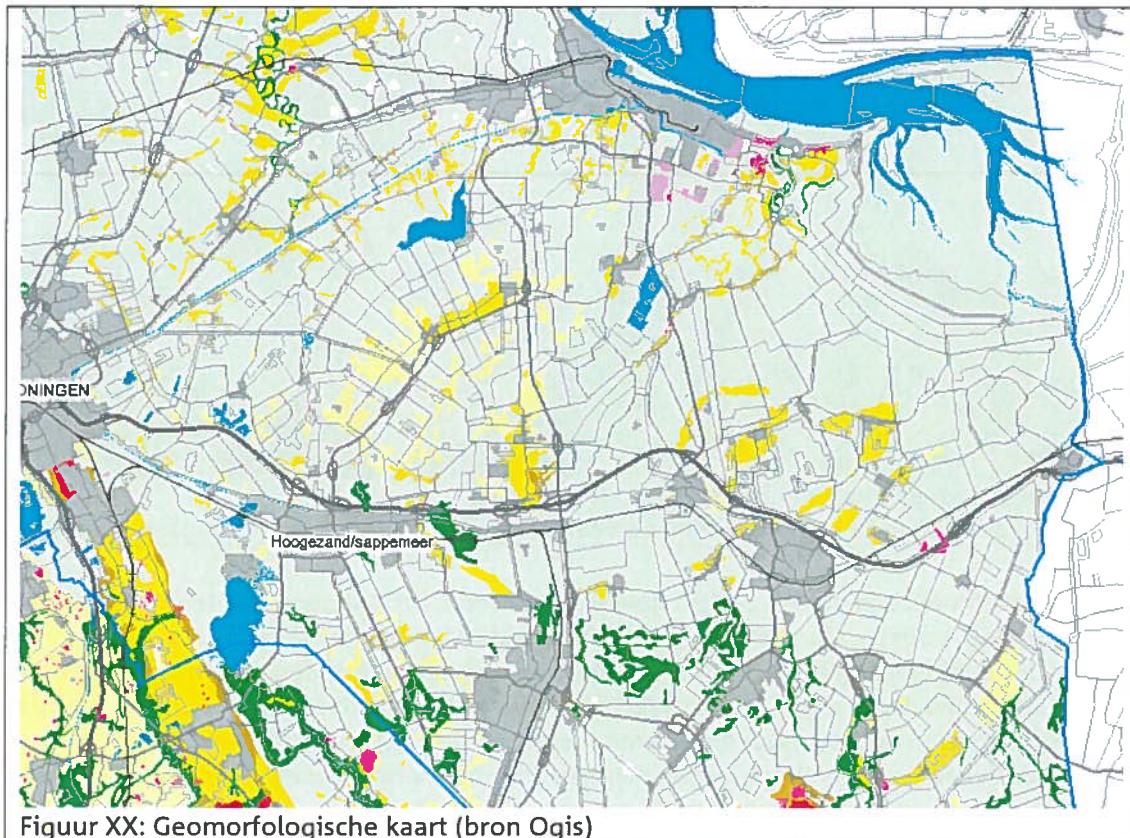 ONINGEN
Hoogezand/sappemeer
Figuur XX: Geomorfologische kaart (bron Ogis)